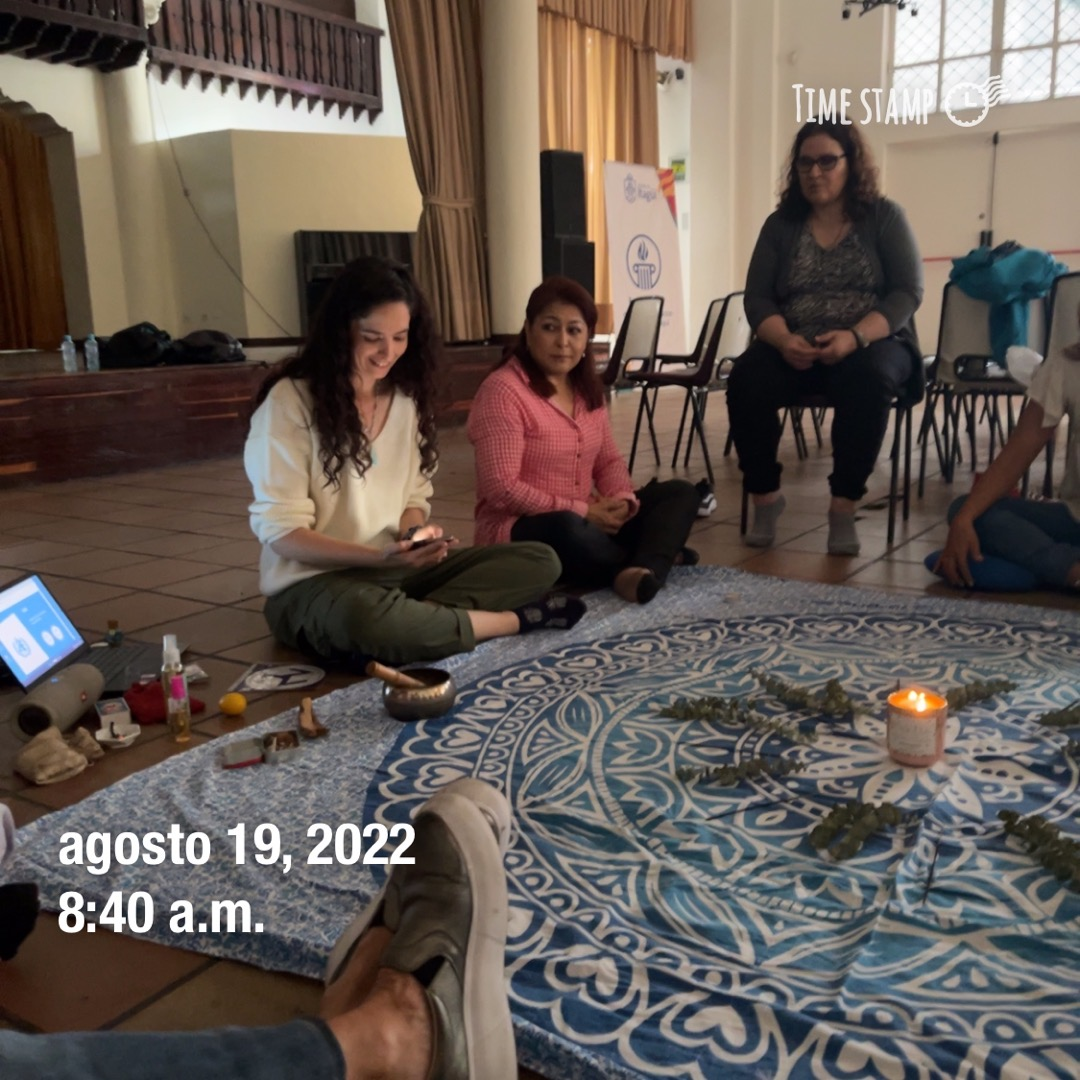 TIME STAMP
agosto 19, 2022
8:40 a.m.